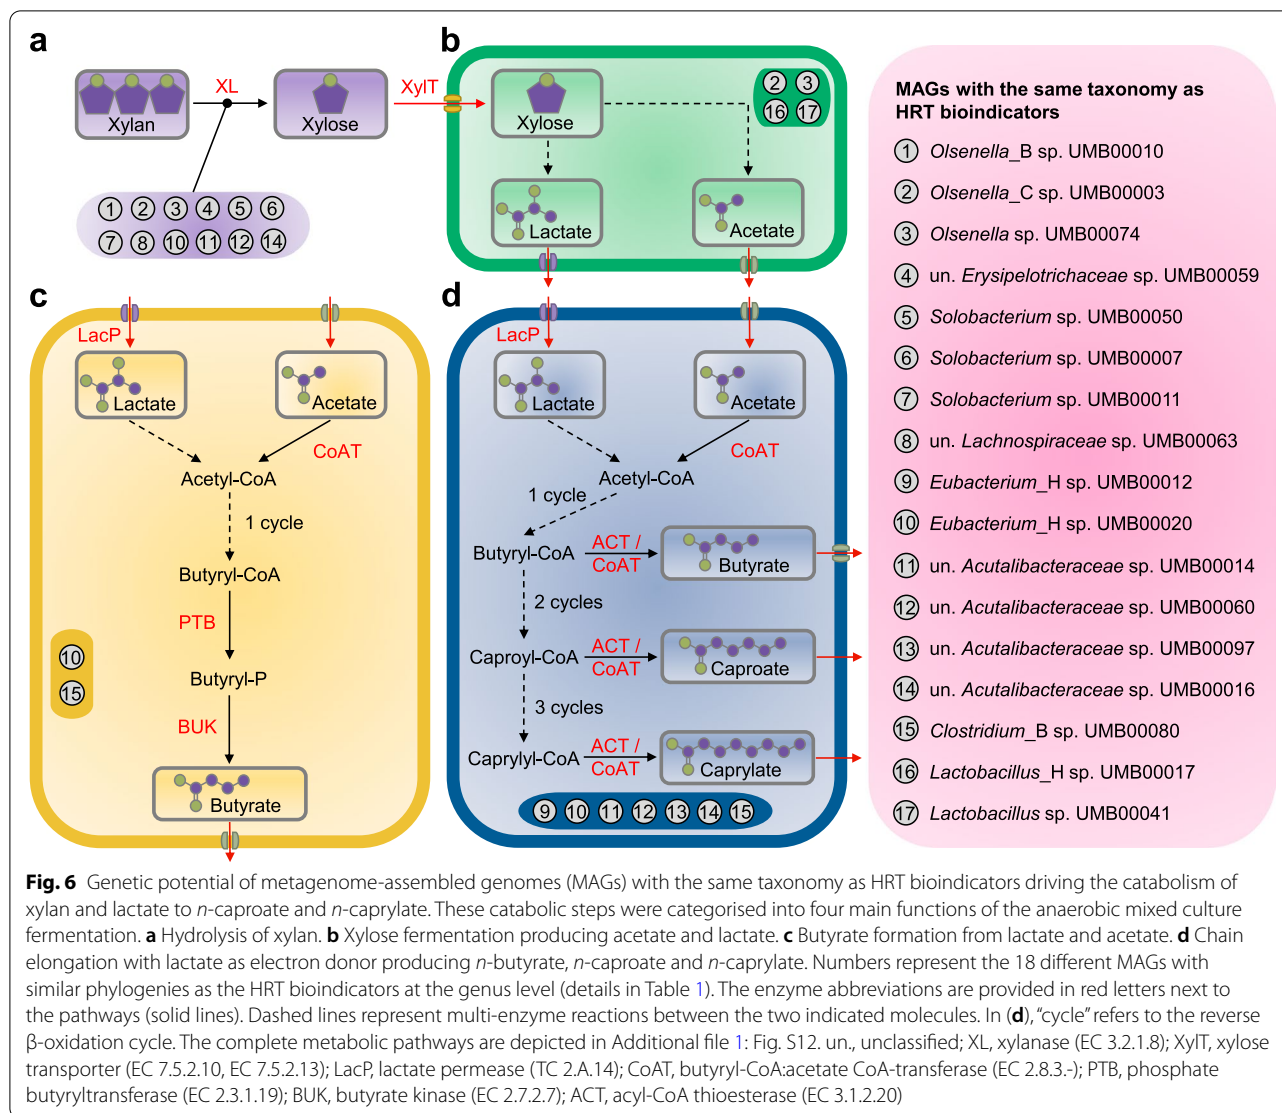 a
Xylan
XL
Xylose
XylT
1 2 3 4 5 6
7 8 10 11 12 14
b
Xylose
2 3
16 17
Lactate
Acetate
c
LacP
Lactate
Acetate
CoAT
Acetyl-CoA
1 cycle
Butyryl-CoA
PTB
10
15
Butyryl-P
BUK
Butyrate
d
LacP
Lactate
Acetate
CoAT
Acetyl-CoA
1 cycle
Butyryl-CoA
ACT /
CoAT
Butyrate
2 cycles
Caproyl-CoA
ACT /
CoAT
Caproate
3 cycles
Caprylyl-CoA
ACT /
CoAT
Caprylate
9 10 11 12 13 14 15
MAGs with the same taxonomy as
HRT bioindicators
1 Olsenella_B sp. UMB00010
2 Olsenella_C sp. UMB00003
3 Olsenella sp. UMB00074
4 un. Erysipelotrichaceae sp. UMB00059
5 Solobacterium sp. UMB00050
6 Solobacterium sp. UMB00007
7 Solobacterium sp. UMB00011
8 un. Lachnospiraceae sp. UMB00063
9 Eubacterium_H sp. UMB00012
10 Eubacterium_H sp. UMB00020
11 un. Acutalibacteraceae sp. UMB00014
12 un. Acutalibacteraceae sp. UMB00060
13 un. Acutalibacteraceae sp. UMB00097
14 un. Acutalibacteraceae sp. UMB00016
15 Clostridium_B sp. UMB00080
16 Lactobacillus_H sp. UMB00017
17 Lactobacillus sp. UMB00041
Fig. 6 Genetic potential of metagenome-assembled genomes (MAGs) with the same taxonomy as HRT bioindicators driving the catabolism of
xylan and lactate to n-caproate and n-caprylate. These catabolic steps were categorised into four main functions of the anaerobic mixed culture
fermentation. a Hydrolysis of xylan. b Xylose fermentation producing acetate and lactate. c Butyrate formation from lactate and acetate. d Chain
elongation with lactate as electron donor producing n-butyrate, n-caproate and n-caprylate. Numbers represent the 18 different MAGs with
similar phylogenies as the HRT bioindicators at the genus level (details in Table 1). The enzyme abbreviations are provided in red letters next to
the pathways (solid lines). Dashed lines represent multi-enzyme reactions between the two indicated molecules. In (d), "cycle" refers to the reverse
β-oxidation cycle. The complete metabolic pathways are depicted in Additional file 1: Fig. S12. un., unclassified; XL, xylanase (EC 3.2.1.8); XylT, xylose
transporter (EC 7.5.2.10, EC 7.5.2.13); LacP, lactate permease (TC 2.A.14); CoAT, butyryl-CoA:acetate CoA-transferase (EC 2.8.3.-); PTB, phosphate
butyryltransferase (EC 2.3.1.19); BUK, butyrate kinase (EC 2.7.2.7); ACT, acyl-CoA thioesterase (EC 3.1.2.20)